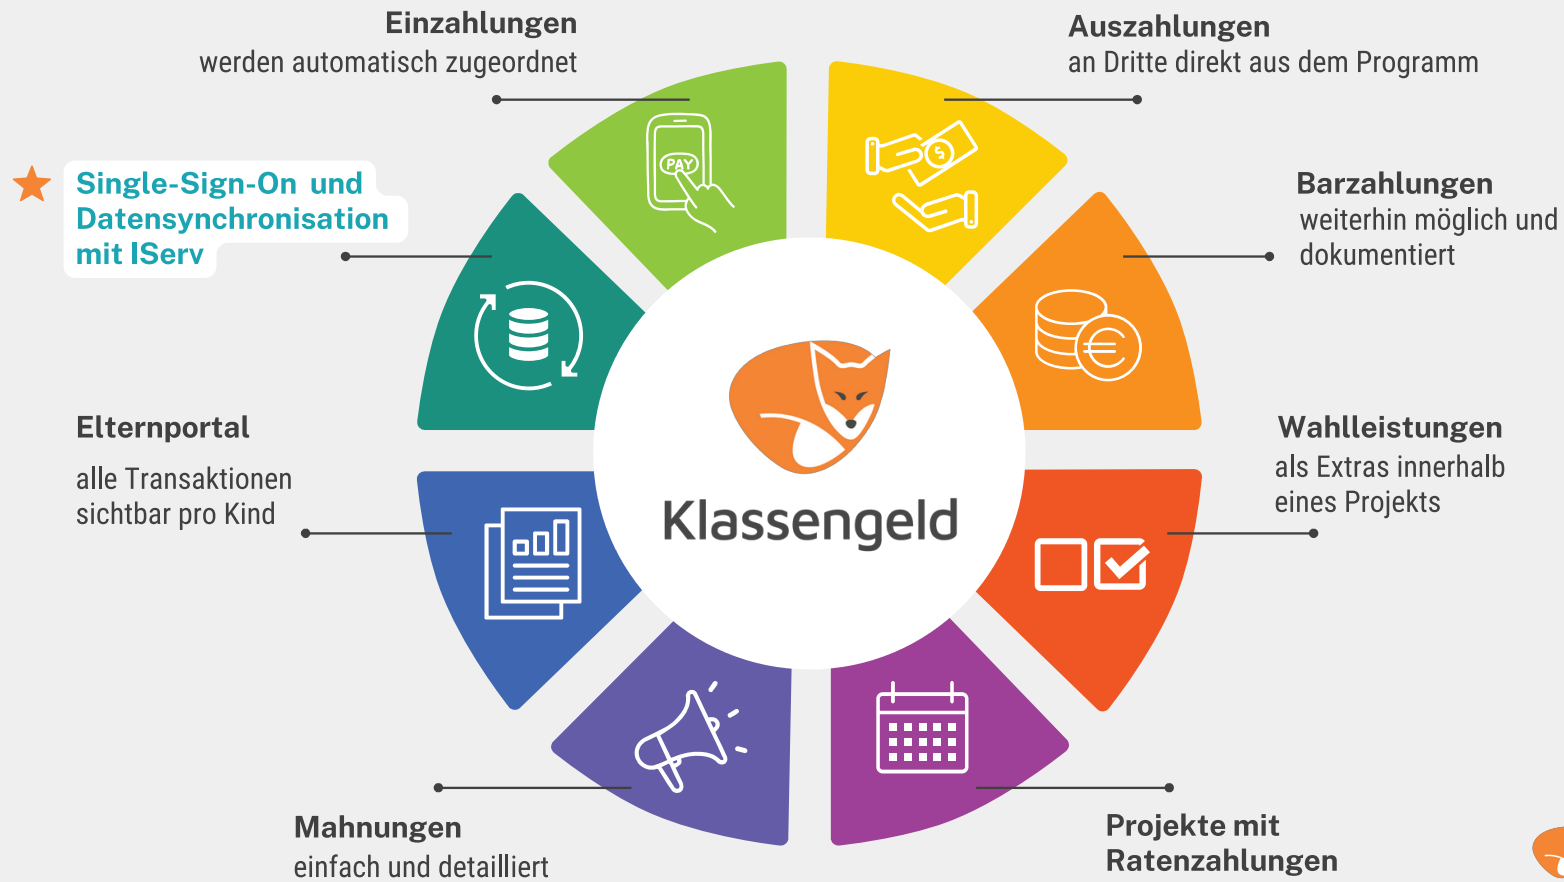 Einzahlungen
werden automatisch zugeordnet
Auszahlungen
an Dritte direkt aus dem Programm
PAY
$
Single-Sign-On und
Datensynchronisation
mit IServ
Barzahlungen
weiterhin möglich und
dokumentiert
€
Klassengeld
Elternportal
alle Transaktionen
sichtbar pro Kind
Wahlleistungen
als Extras innerhalb
eines Projekts
Mahnungen
einfach und detailliert
Projekte mit
Ratenzahlungen